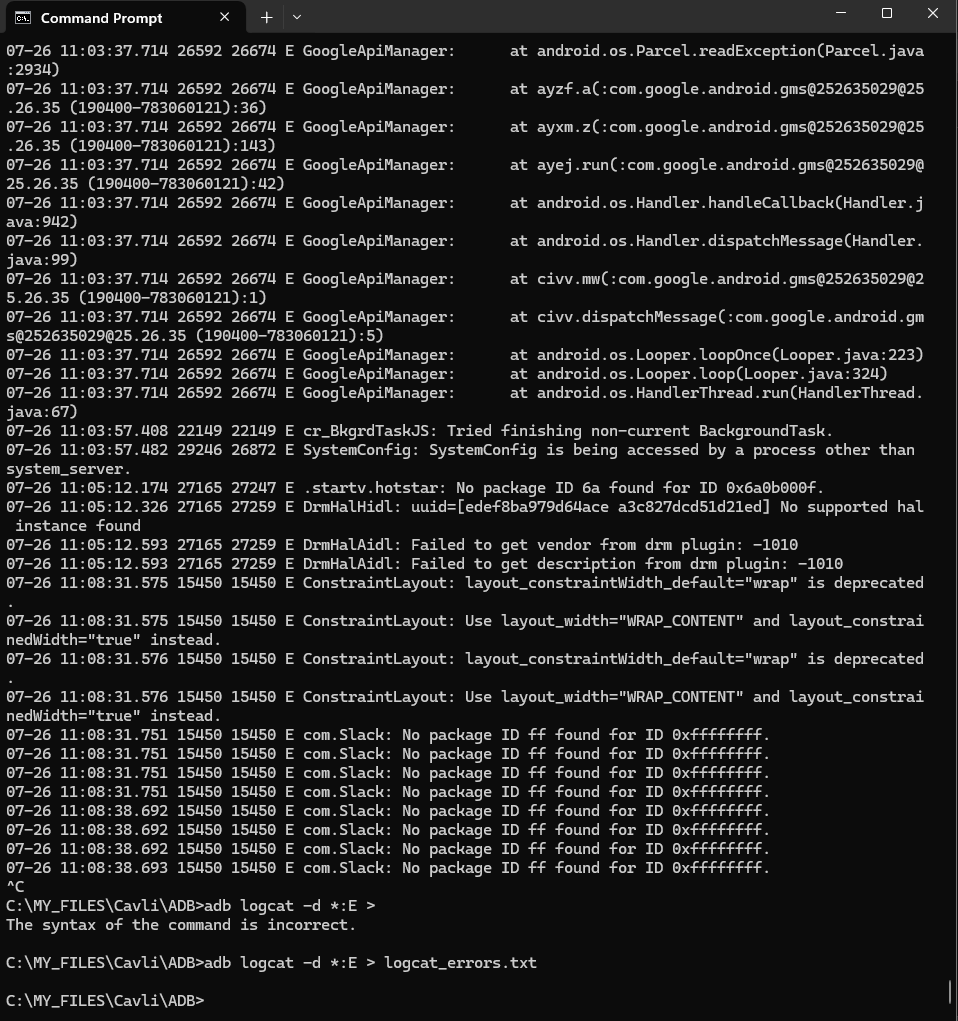 Command Prompt
07-26 11:03:37.714 26592 26674 E GoogleApiManager:      at android.os.Parcel.readException(Parcel.java
:2934)
07-26 11:03:37.714 26592 26674 E GoogleApiManager:      at ayzf.a(:com.google.android.gms@252635029@25
.26.35 (190400-783060121):36)
07-26 11:03:37.714 26592 26674 E GoogleApiManager:      at ayxm.z(:com.google.android.gms@252635029@25
.26.35 (190400-783060121):143)
07-26 11:03:37.714 26592 26674 E GoogleApiManager:      at ayej.run(:com.google.android.gms@252635029@
25.26.35 (190400-783060121):42)
07-26 11:03:37.714 26592 26674 E GoogleApiManager:      at android.os.Handler.handleCallback(Handler.j
ava:942)
07-26 11:03:37.714 26592 26674 E GoogleApiManager:      at android.os.Handler.dispatchMessage(Handler.
java:99)
07-26 11:03:37.714 26592 26674 E GoogleApiManager:      at civv.mw(:com.google.android.gms@252635029@2
5.26.35 (190400-783060121):1)
07-26 11:03:37.714 26592 26674 E GoogleApiManager:      at civv.dispatchMessage(:com.google.android.gm
s@252635029@25.26.35 (190400-783060121):5)
07-26 11:03:37.714 26592 26674 E GoogleApiManager:      at android.os.Looper.loopOnce(Looper.java:223)
07-26 11:03:37.714 26592 26674 E GoogleApiManager:      at android.os.Looper.loop(Looper.java:324)
07-26 11:03:37.714 26592 26674 E GoogleApiManager:      at android.os.HandlerThread.run(HandlerThread.
java:67)
07-26 11:03:57.408 22149 22149 E cr_BkgrdTaskJS: Tried finishing non-current BackgroundTask.
07-26 11:03:57.482 29246 26872 E SystemConfig: SystemConfig is being accessed by a process other than
system_server.
07-26 11:05:12.174 27165 27247 E .startv.hotstar: No package ID 6a found for ID 0x6a0b000f.
07-26 11:05:12.326 27165 27259 E DrmHalHidl: uuid=[edef8ba979d64ace a3c827dcd51d21ed] No supported hal
 instance found
07-26 11:05:12.593 27165 27259 E DrmHalAidl: Failed to get vendor from drm plugin: -1010
07-26 11:05:12.593 27165 27259 E DrmHalAidl: Failed to get description from drm plugin: -1010
07-26 11:08:31.575 15450 15450 E ConstraintLayout: layout_constraintWidth_default="wrap" is deprecated
.
07-26 11:08:31.575 15450 15450 E ConstraintLayout: Use layout_width="WRAP_CONTENT" and layout_constrai
nedWidth="true" instead.
07-26 11:08:31.576 15450 15450 E ConstraintLayout: layout_constraintWidth_default="wrap" is deprecated
.
07-26 11:08:31.576 15450 15450 E ConstraintLayout: Use layout_width="WRAP_CONTENT" and layout_constrai
nedWidth="true" instead.
07-26 11:08:31.751 15450 15450 E com.Slack: No package ID ff found for ID 0xffffffff.
07-26 11:08:31.751 15450 15450 E com.Slack: No package ID ff found for ID 0xffffffff.
07-26 11:08:31.751 15450 15450 E com.Slack: No package ID ff found for ID 0xffffffff.
07-26 11:08:31.751 15450 15450 E com.Slack: No package ID ff found for ID 0xffffffff.
07-26 11:08:38.692 15450 15450 E com.Slack: No package ID ff found for ID 0xffffffff.
07-26 11:08:38.692 15450 15450 E com.Slack: No package ID ff found for ID 0xffffffff.
07-26 11:08:38.692 15450 15450 E com.Slack: No package ID ff found for ID 0xffffffff.
07-26 11:08:38.693 15450 15450 E com.Slack: No package ID ff found for ID 0xffffffff.
^C
C:\MY_FILES\Cavli\ADB>adb logcat -d *:E >
The syntax of the command is incorrect.
C:\MY_FILES\Cavli\ADB>adb logcat -d *:E > logcat_errors.txt
C:\MY_FILES\Cavli\ADB>